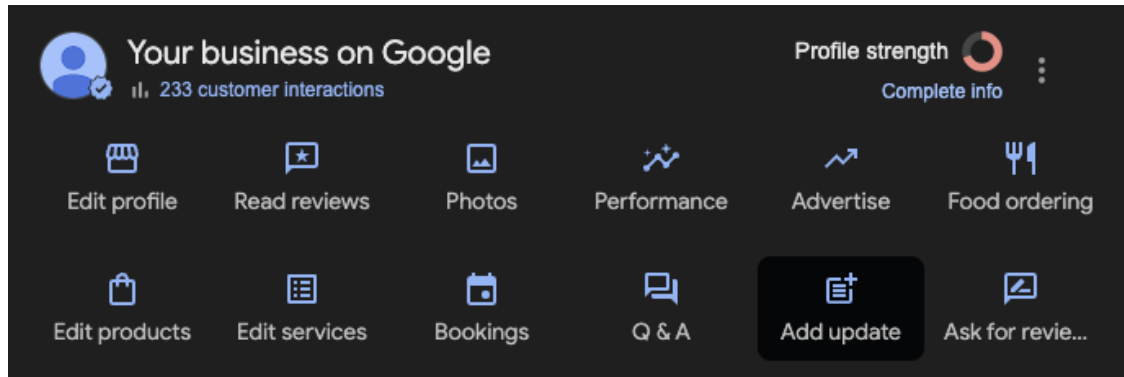 Your business on Google
Profile strength
233 customer interactions
Complete info
Edit profile
Read reviews
Photos
Performance
Advertise
Food ordering
Edit products
Edit services
Bookings
Q & A
Add update
Ask for revie...